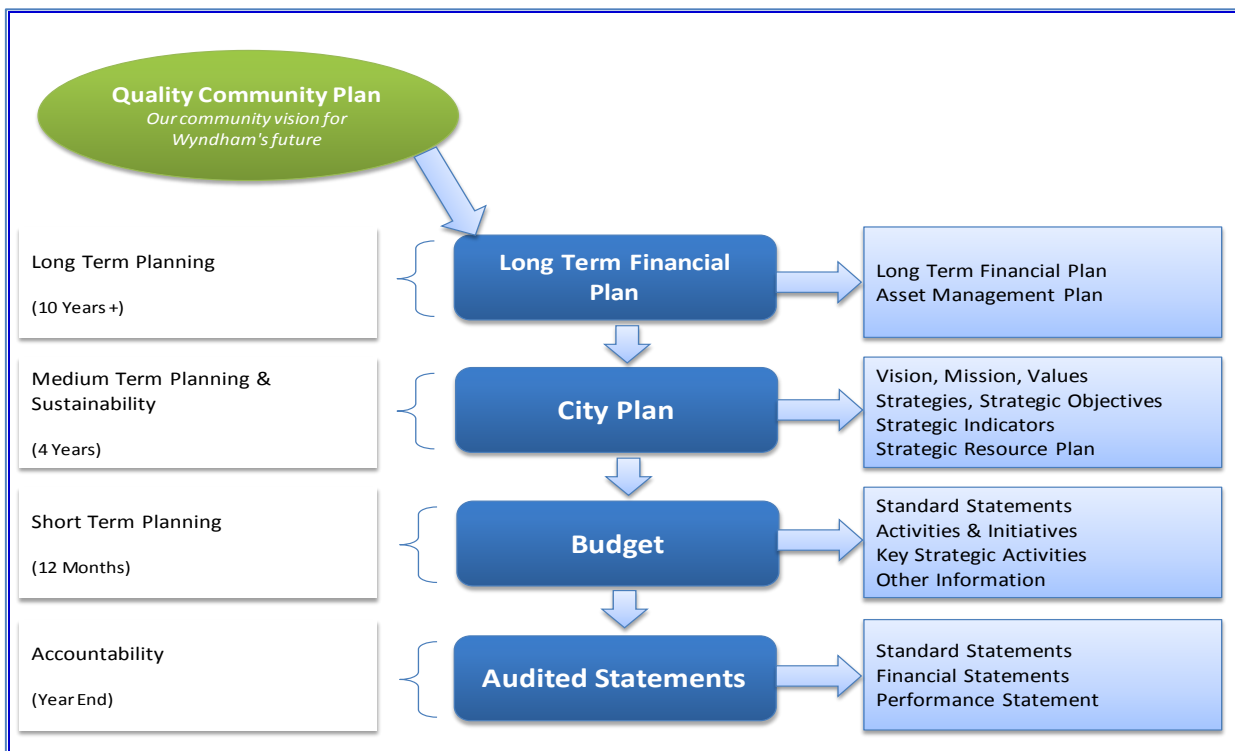 Quality Community Plan
Our community vision for
Wyndham's future
Long Term Planning
(10 Years +)
Long Term Financial
Plan
Long Term Financial Plan
Asset Management Plan
Medium Term Planning &
Sustainability
(4 Years)
City Plan
Vision, Mission, Values
Strategies, Strategic Objectives
Strategic Indicators
Strategic Resource Plan
Short Term Planning
(12 Months)
Budget
Standard Statements
Activities & Initiatives
Key Strategic Activities
Other Information
Accountability
(Year End)
Audited Statements
Standard Statements
Financial Statements
Performance Statement